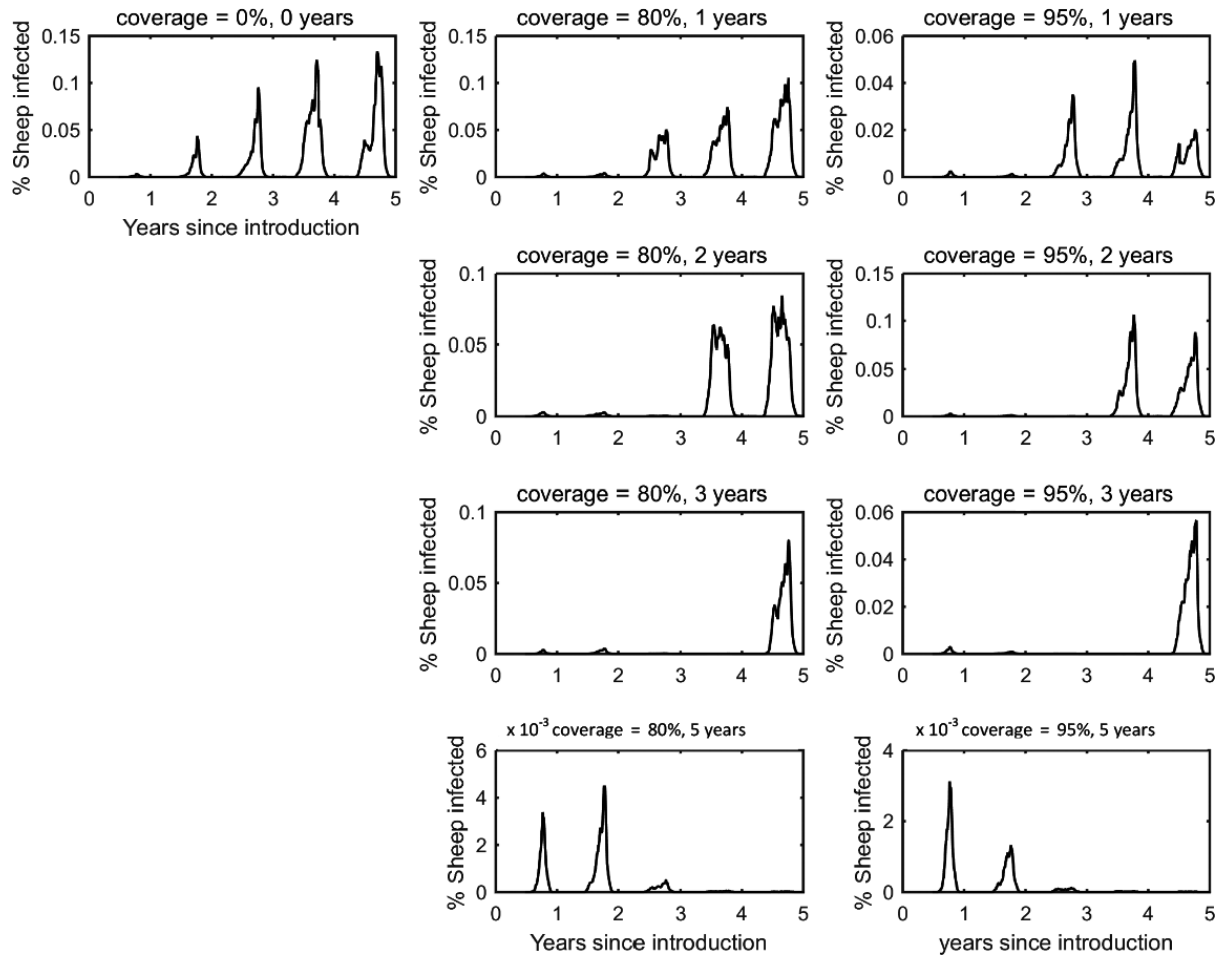 coverage = 0%, 0 years
% Sheep infected
0.15
0.1
0.05
0
0 1 2 3 4 5
Years since introduction
coverage = 80%, 1 years
% Sheep infected
0.15
0.1
0.05
0
0 1 2 3 4 5
coverage = 95%, 1 years
% Sheep infected
0.06
0.04
0.02
0
0 1 2 3 4 5
coverage = 80%, 2 years
% Sheep infected
0.1
0.05
0
0 1 2 3 4 5
coverage = 95%, 2 years
% Sheep infected
0.15
0.1
0.05
0
0 1 2 3 4 5
coverage = 80%, 3 years
% Sheep infected
0.1
0.05
0
0 1 2 3 4 5
coverage = 95%, 3 years
% Sheep infected
0.06
0.04
0.02
0
0 1 2 3 4 5
x 10⁻³ coverage = 80%, 5 years
% Sheep infected
6
4
2
0
0 1 2 3 4 5
Years since introduction
x 10⁻³ coverage = 95%, 5 years
% Sheep infected
4
2
0
0 1 2 3 4 5
years since introduction